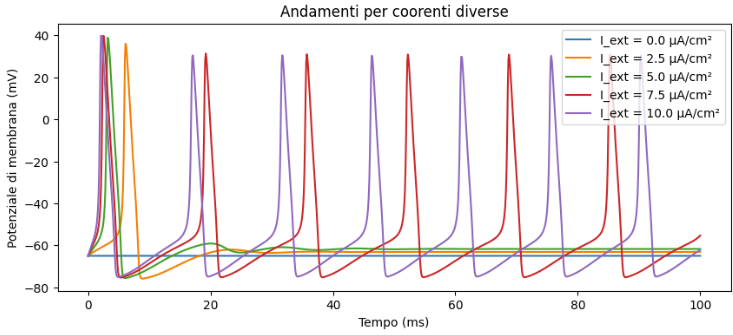 Andamenti per coorenti diverse
I_ext = 0.0 μA/cm²
I_ext = 2.5 μA/cm²
I_ext = 5.0 μA/cm²
I_ext = 7.5 μA/cm²
I_ext = 10.0 μA/cm²
Potenziale di membrana (mV)
40
20
0
−20
−40
−60
−80
0
20
40
60
80
100
Tempo (ms)